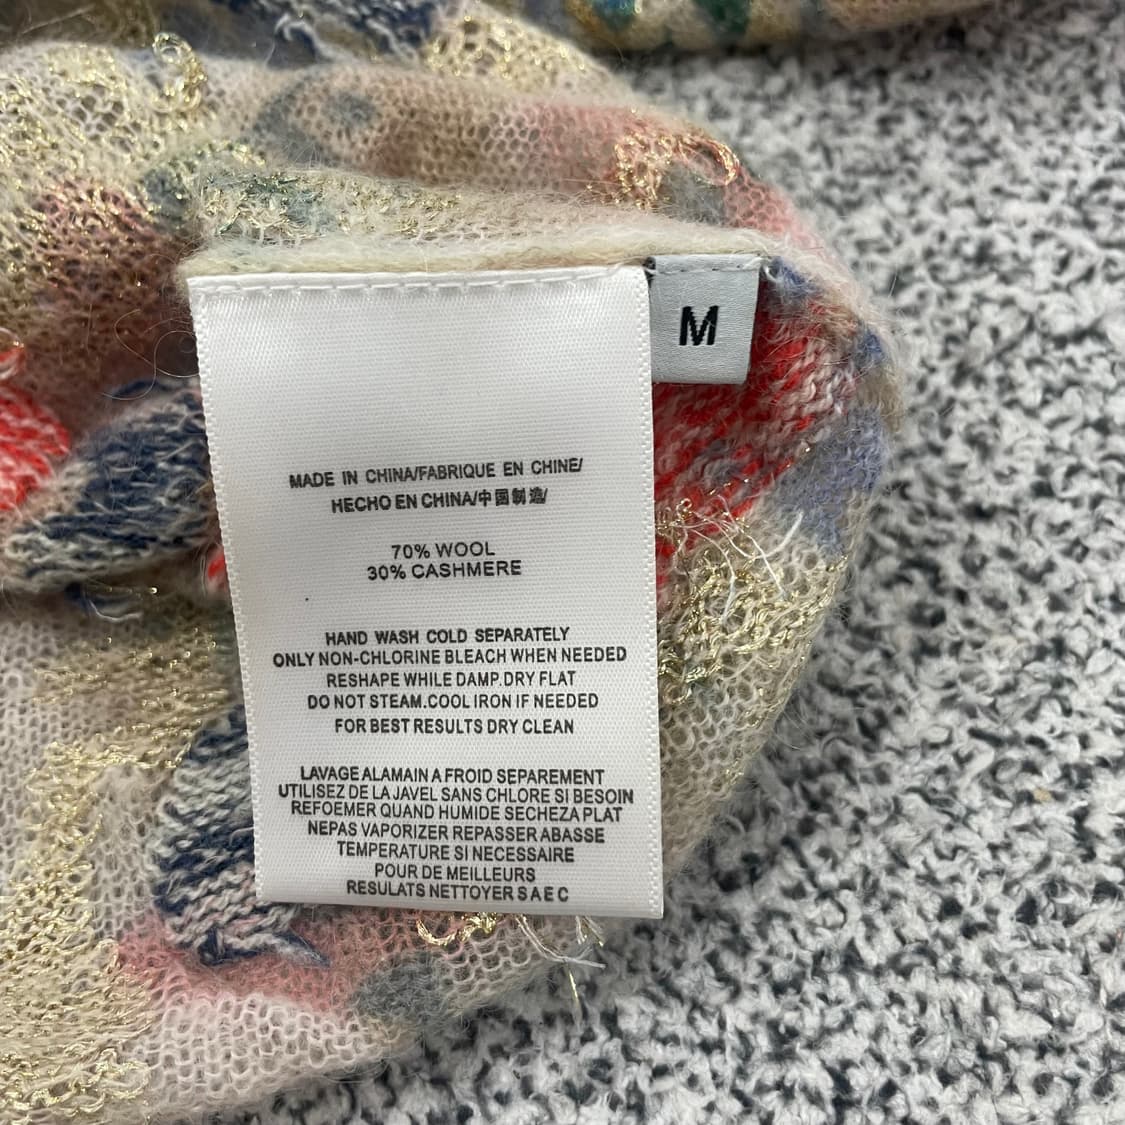 M
MADE IN CHINA/FABRIQUE EN CHINE/
HECHO EN CHINA/中国制造/
70% WOOL
30% CASHMERE
HAND WASH COLD SEPARATELY
ONLY NON-CHLORINE BLEACH WHEN NEEDED
RESHAPE WHILE DAMP.DRY FLAT
DO NOT STEAM.COOL IRON IF NEEDED
FOR BEST RESULTS DRY CLEAN
LAVAGE ALAMAIN A FROID SEPAREMENT
UTILISEZ DE LA JAVEL SANS CHLORE SI BESOIN
REFOEMER QUAND HUMIDE SECHEZA PLAT
NEPAS VAPORIZER REPASSER ABASSE
TEMPERATURE SI NECESSAIRE
POUR DE MEILLEURS
RESULATS NETTOYER S A E C